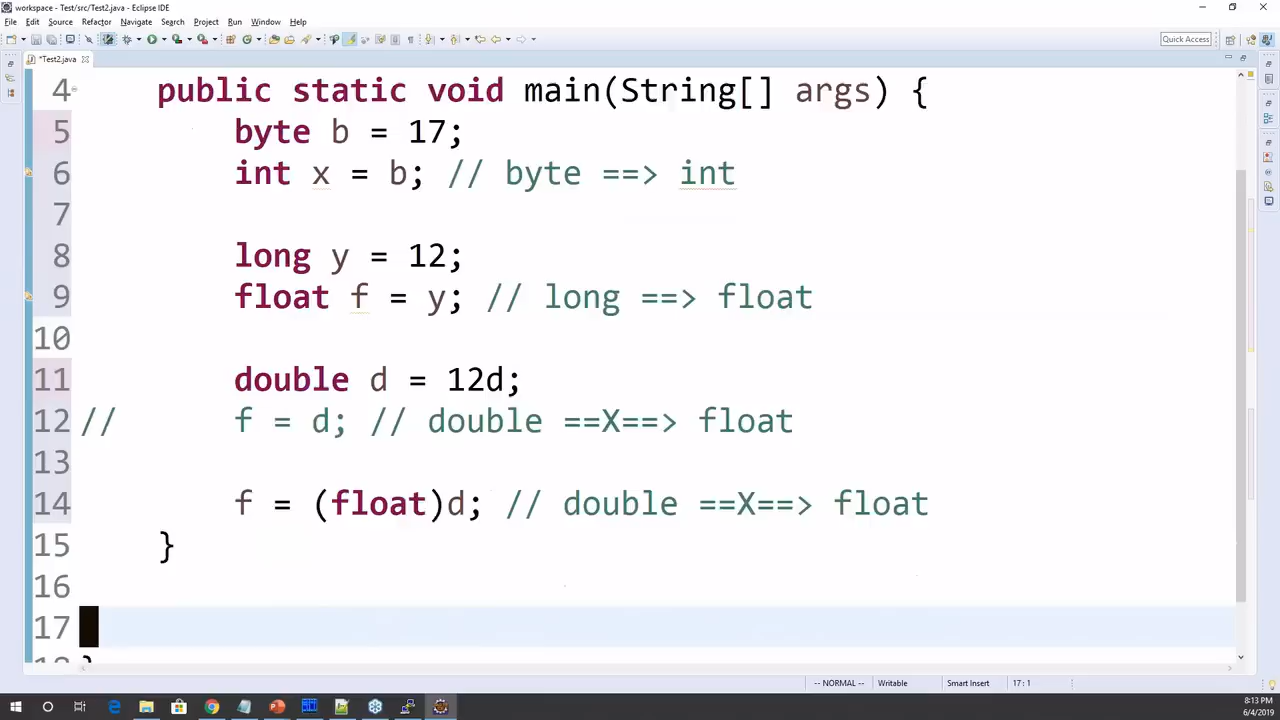 workspace - Test/src/Test2.java - Eclipse IDE
File Edit Source Refactor Navigate Search Project Run Window Help
Quick Access
*Test2.java
4 public static void main(String[] args) {
5 byte b = 17;
6 int x = b; // byte ==> int
7
8 long y = 12;
9 float f = y; // long ==> float
10
11 double d = 12d;
12 // f = d; // double ==X==> float
13
14 f = (float)d; // double ==X==> float
15 }
16
17
18 }
-- NORMAL -- Writable Smart Insert 17 : 1
8:13 PM
6/4/2019